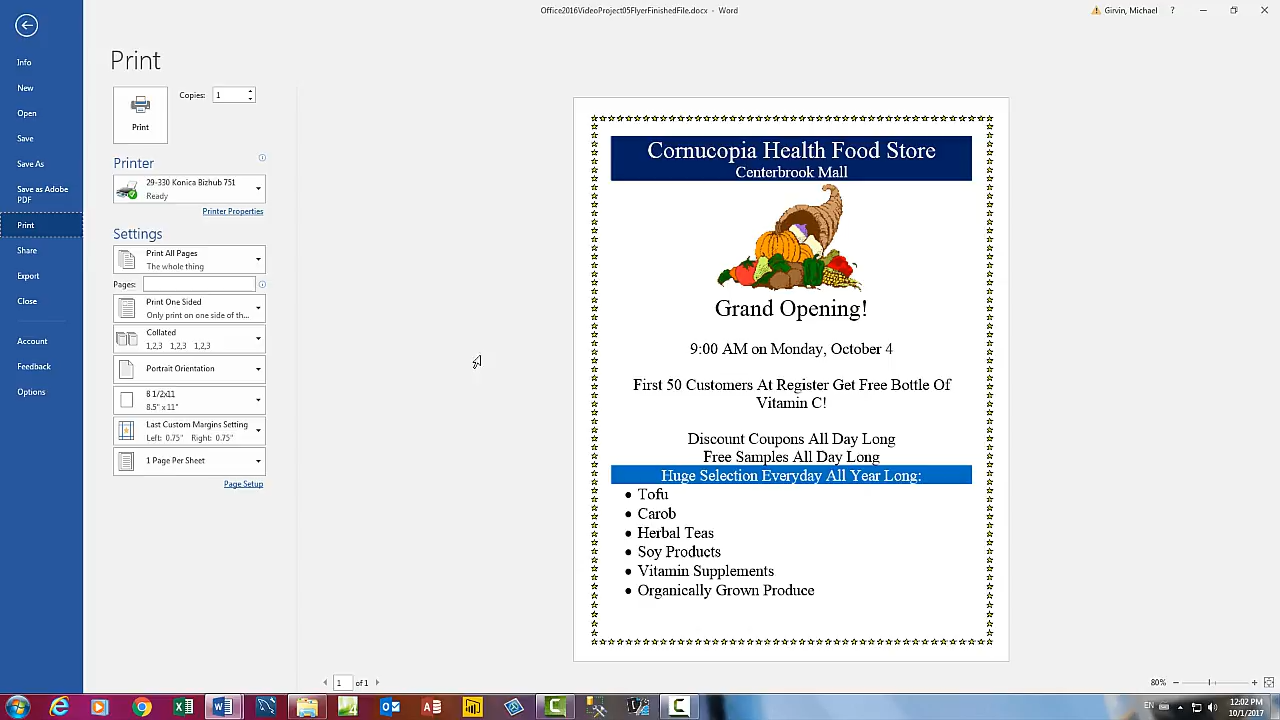 Office2016VideoProject05FlyerFinishedFile.docx - Word
Girvin, Michael
?
Info
New
Open
Save
Save As
Save as Adobe
PDF
Print
Share
Export
Close
Account
Feedback
Options
Print
Print
Copies: 1
Printer
29-330 Konica Bizhub 751
Ready
Printer Properties
Settings
Print All Pages
The whole thing
Pages:
Print One Sided
Only print on one side of th...
Collated
1,2,3 1,2,3 1,2,3
Portrait Orientation
8 1/2x11
8.5" x 11"
Last Custom Margins Setting
Left: 0.75" Right: 0.75"
1 Page Per Sheet
Page Setup
Cornucopia Health Food Store
Centerbrook Mall
Grand Opening!
9:00 AM on Monday, October 4
First 50 Customers At Register Get Free Bottle Of
Vitamin C!
Discount Coupons All Day Long
Free Samples All Day Long
Huge Selection Everyday All Year Long:
• Tofu
• Carob
• Herbal Teas
• Soy Products
• Vitamin Supplements
• Organically Grown Produce
1 of 1
80%
EN
12:02 PM
10/1/2017